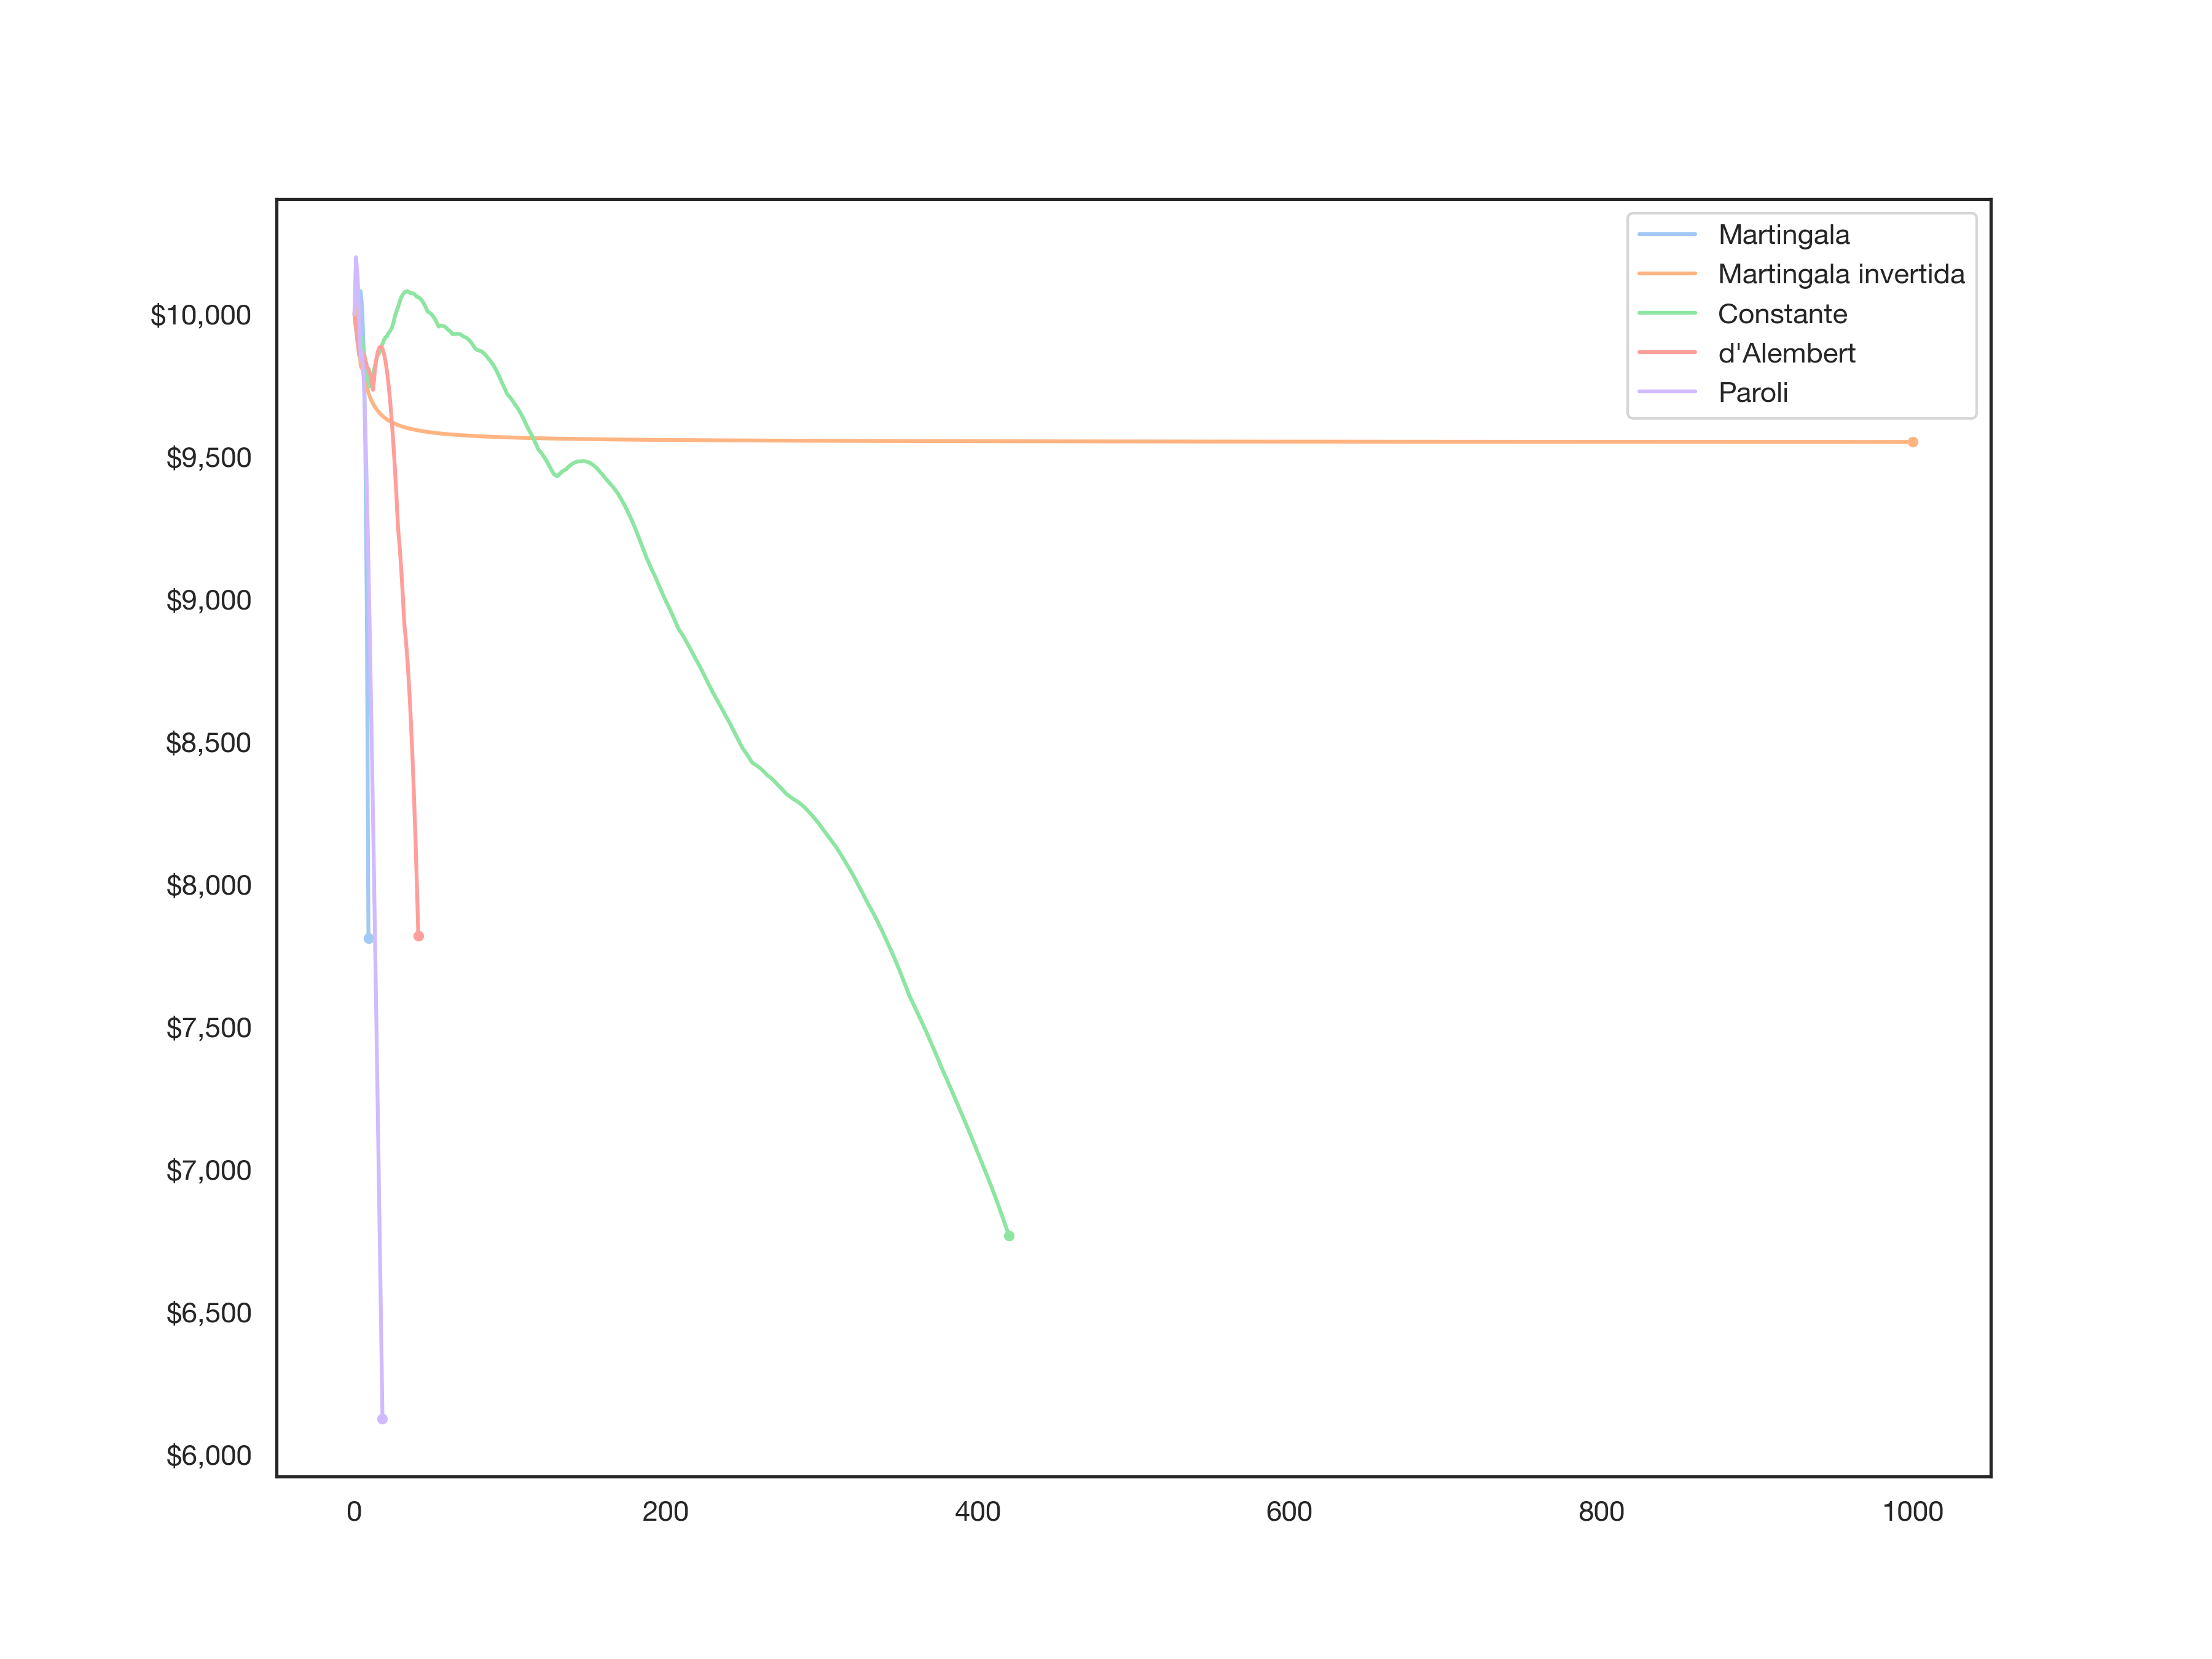 Martingala
Martingala invertida
Constante
d'Alembert
Paroli
$10,000
$9,500
$9,000
$8,500
$8,000
$7,500
$7,000
$6,500
$6,000
0 200 400 600 800 1000